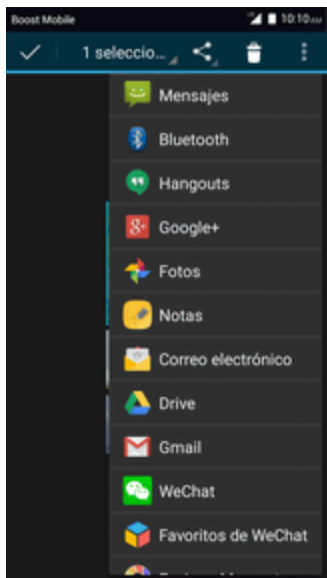 Boost Mobile 10:10 AM
1 seleccio...
Mensajes
Bluetooth
Hangouts
Google+
Fotos
Notas
Correo electrónico
Drive
Gmail
WeChat
Favoritos de WeChat